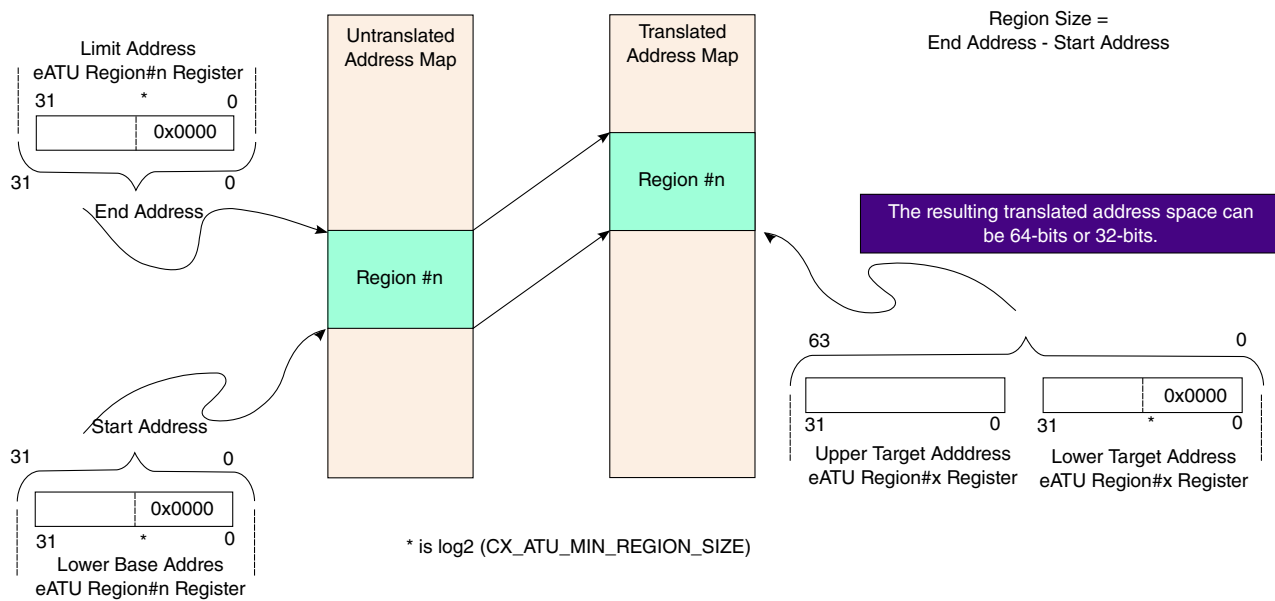 Untranslated
Address Map
Translated
Address Map
Region Size =
End Address - Start Address
Limit Address
eATU Region#n Register
31 * 0
0x0000
31 0
End Address
Region #n
Region #n
The resulting translated address space can
be 64-bits or 32-bits.
Start Address
31 0
0x0000
31 * 0
Lower Base Addres
eATU Region#n Register
63 0
0x0000
31 0
31 * 0
Upper Target Adddress
eATU Region#x Register
Lower Target Address
eATU Region#x Register
* is log2 (CX_ATU_MIN_REGION_SIZE)